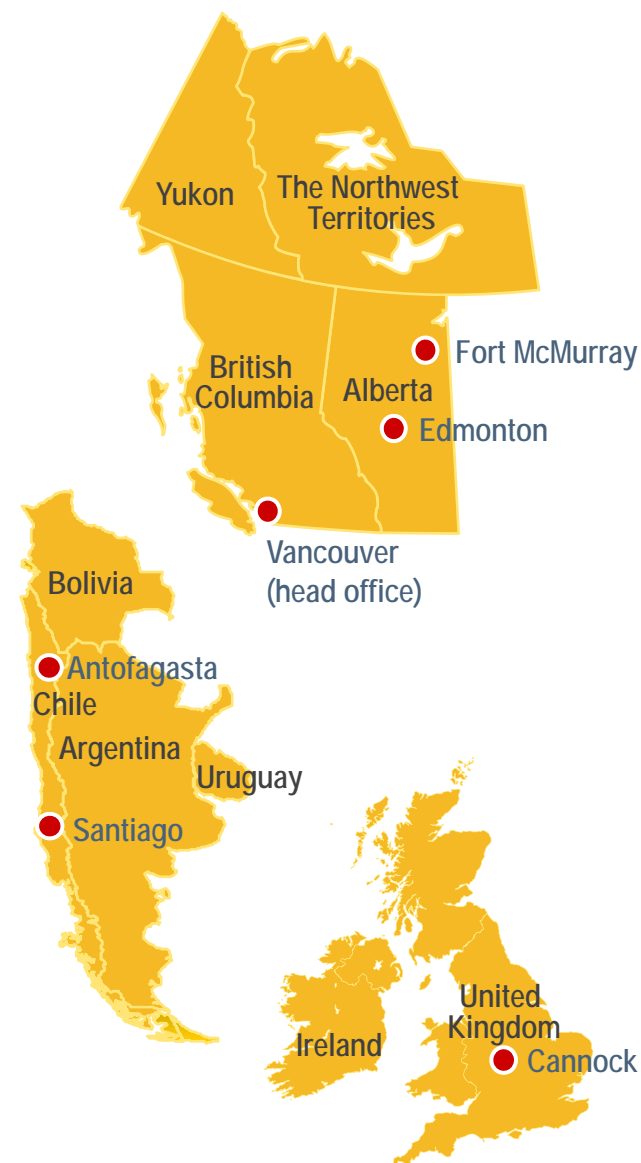 Yukon
The Northwest
Territories
British
Columbia
Alberta
Fort McMurray
Edmonton
Vancouver
(head office)
Bolivia
Antofagasta
Chile
Argentina
Uruguay
Santiago
United
Kingdom
Ireland
Cannock